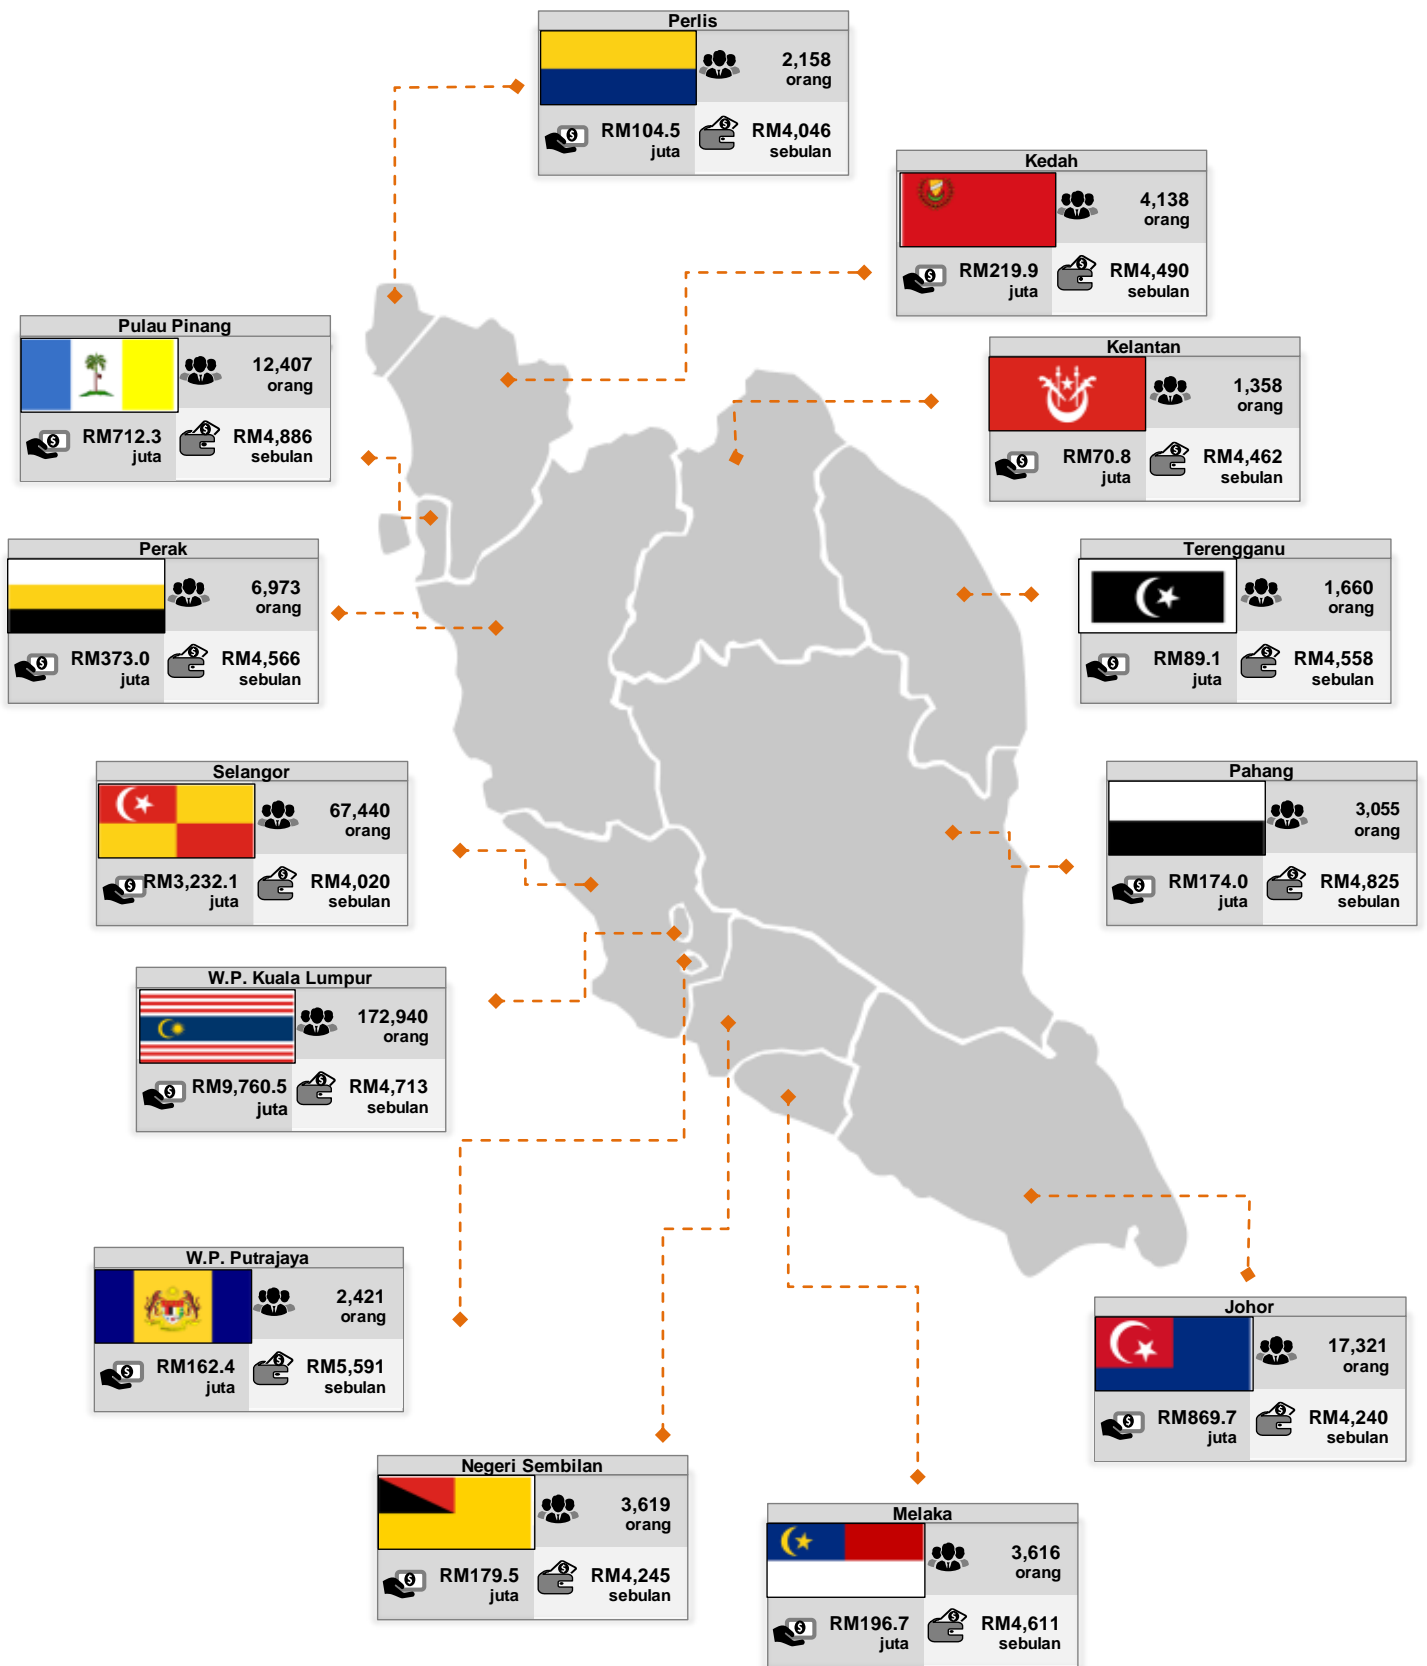 Perlis
2,158
orang
RM104.5
juta
RM4,046
sebulan
Kedah
4,138
orang
RM219.9
juta
RM4,490
sebulan
Pulau Pinang
12,407
orang
RM712.3
juta
RM4,886
sebulan
Kelantan
1,358
orang
RM70.8
juta
RM4,462
sebulan
Perak
6,973
orang
RM373.0
juta
RM4,566
sebulan
Terengganu
1,660
orang
RM89.1
juta
RM4,558
sebulan
Selangor
67,440
orang
RM3,232.1
juta
RM4,020
sebulan
Pahang
3,055
orang
RM174.0
juta
RM4,825
sebulan
W.P. Kuala Lumpur
172,940
orang
RM9,760.5
juta
RM4,713
sebulan
W.P. Putrajaya
2,421
orang
RM162.4
juta
RM5,591
sebulan
Johor
17,321
orang
RM869.7
juta
RM4,240
sebulan
Negeri Sembilan
3,619
orang
RM179.5
juta
RM4,245
sebulan
Melaka
3,616
orang
RM196.7
juta
RM4,611
sebulan